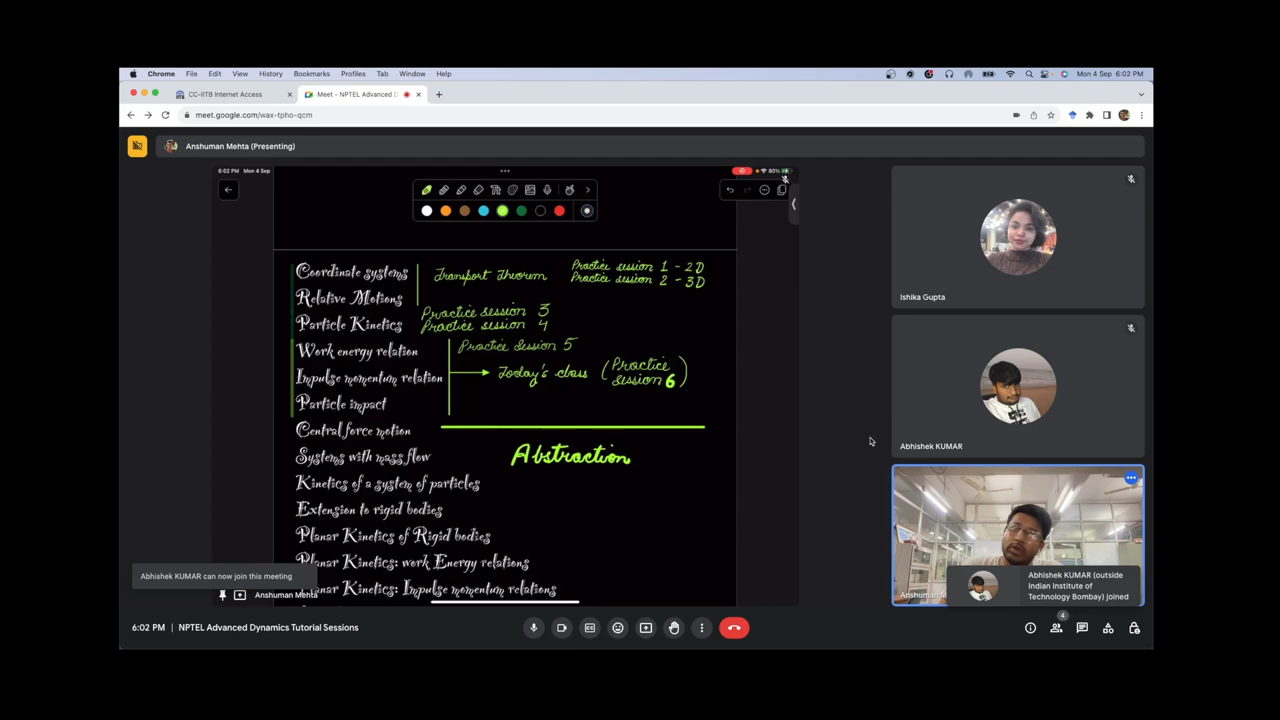 Chrome File Edit View History Bookmarks Profiles Tab Window Help Mon 4 Sep 6:02 PM
CC-IITB Internet Access Meet - NPTEL Advanced D
meet.google.com/wax-tpho-qcm
Anshuman Mehta (Presenting)
6:02 PM Mon 4 Sep 80%
Coordinate systems
Transport Theorem
Practice session 1 - 2D
Practice session 2 - 3D
Relative Motions
Particle Kinetics
Practice session 3
Practice session 4
Work energy relation
Practice Session 5
Impulse momentum relation
Today's class (Practice
session 6)
Particle impact
Central force motion
Systems with mass flow
Abstraction
Kinetics of a system of particles
Extension to rigid bodies
Planar Kinetics of Rigid bodies
Planar Kinetics: work Energy relations
anar Kinetics: Impulse momentum relations
Abhishek KUMAR can now join this meeting
Anshuman Mehta
Ishika Gupta
Abhishek KUMAR
Anshuman M
Abhishek KUMAR (outside
Indian Institute of
Technology Bombay) joined
6:02 PM | NPTEL Advanced Dynamics Tutorial Sessions
4